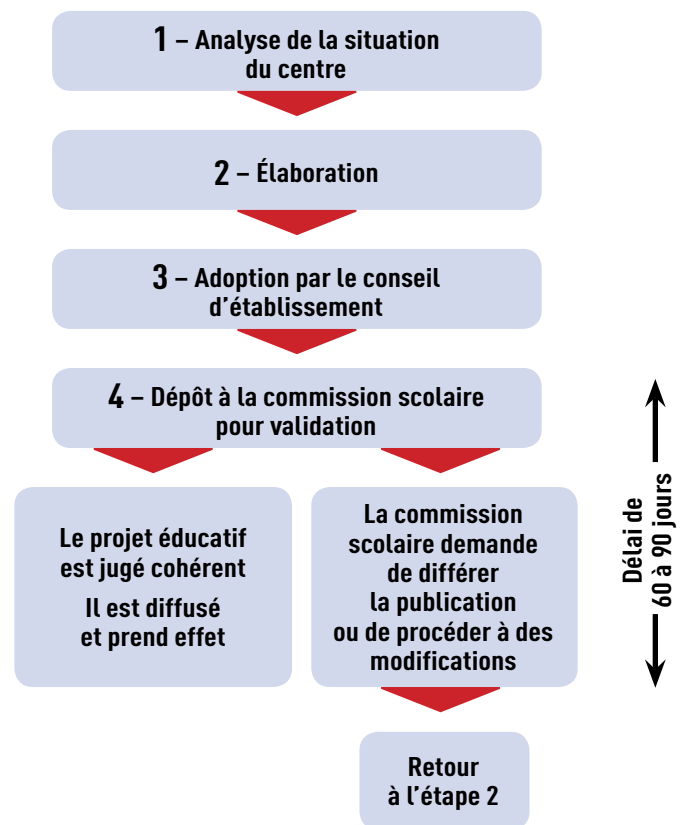 1 – Analyse de la situation
du centre
2 – Élaboration
3 – Adoption par le conseil
d’établissement
4 – Dépôt à la commission scolaire
pour validation
Le projet éducatif
est jugé cohérent
Il est diffusé
et prend effet
La commission
scolaire demande
de différer
la publication
ou de procéder à des
modifications
Délai de
60 à 90 jours
Retour
à l’étape 2